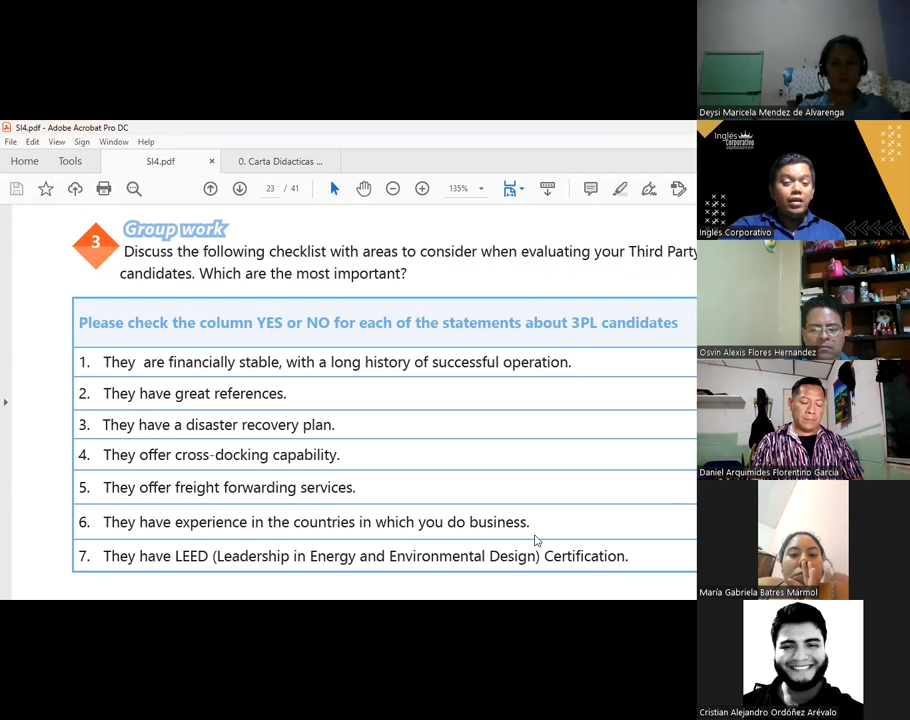 SI4.pdf - Adobe Acrobat Pro DC
File Edit View Sign Window Help
Home Tools SI4.pdf × 0. Carta Didacticas ...
23 / 41 135%
3 Group work
Discuss the following checklist with areas to consider when evaluating your Third Party
candidates. Which are the most important?
Please check the column YES or NO for each of the statements about 3PL candidates
1. They are financially stable, with a long history of successful operation.
2. They have great references.
3. They have a disaster recovery plan.
4. They offer cross-docking capability.
5. They offer freight forwarding services.
6. They have experience in the countries in which you do business.
7. They have LEED (Leadership in Energy and Environmental Design) Certification.
Deysi Maricela Mendez de Alvarenga
Inglés
Corporativo
Inglés Corporativo
Osvin Alexis Flores Hernandez
Daniel Arquimides Florentino Garcia
María Gabriela Batres Mármol
Cristian Alejandro Ordóñez Arévalo